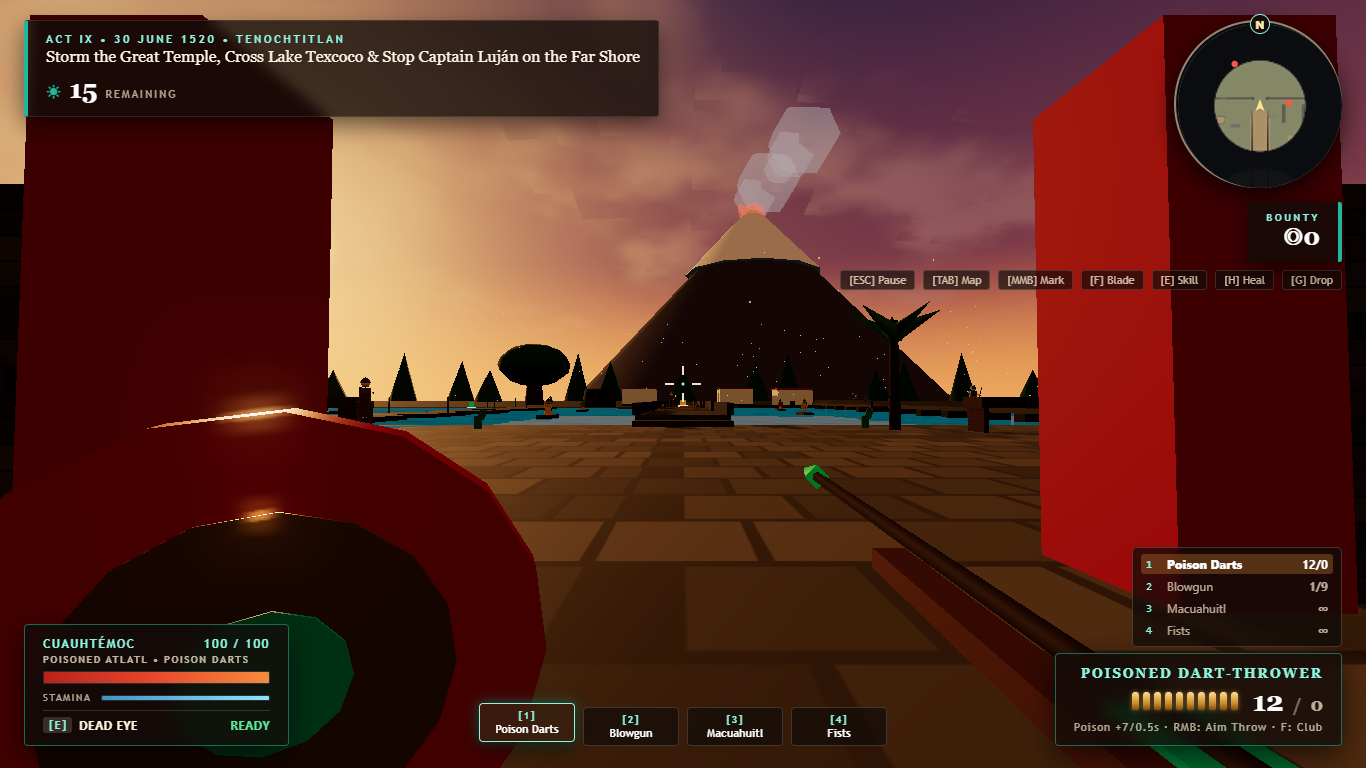 ACT IX • 30 JUNE 1520 • TENOCHTITLAN
Storm the Great Temple, Cross Lake Texcoco & Stop Captain Luján on the Far Shore
15 REMAINING
N
BOUNTY
0
[ESC] Pause
[TAB] Map
[MMB] Mark
[F] Blade
[E] Skill
[H] Heal
[G] Drop
1 Poison Darts 12/0
2 Blowgun 1/9
3 Macuahuitl ∞
4 Fists ∞
CUAUHTÉMOC 100 / 100
POISONED ATLATL • POISON DARTS
STAMINA
[E] DEAD EYE READY
[1]
Poison Darts
[2]
Blowgun
[3]
Macuahuitl
[4]
Fists
POISONED DART-THROWER
12 / 0
Poison +7/0.5s · RMB: Aim Throw · F: Club